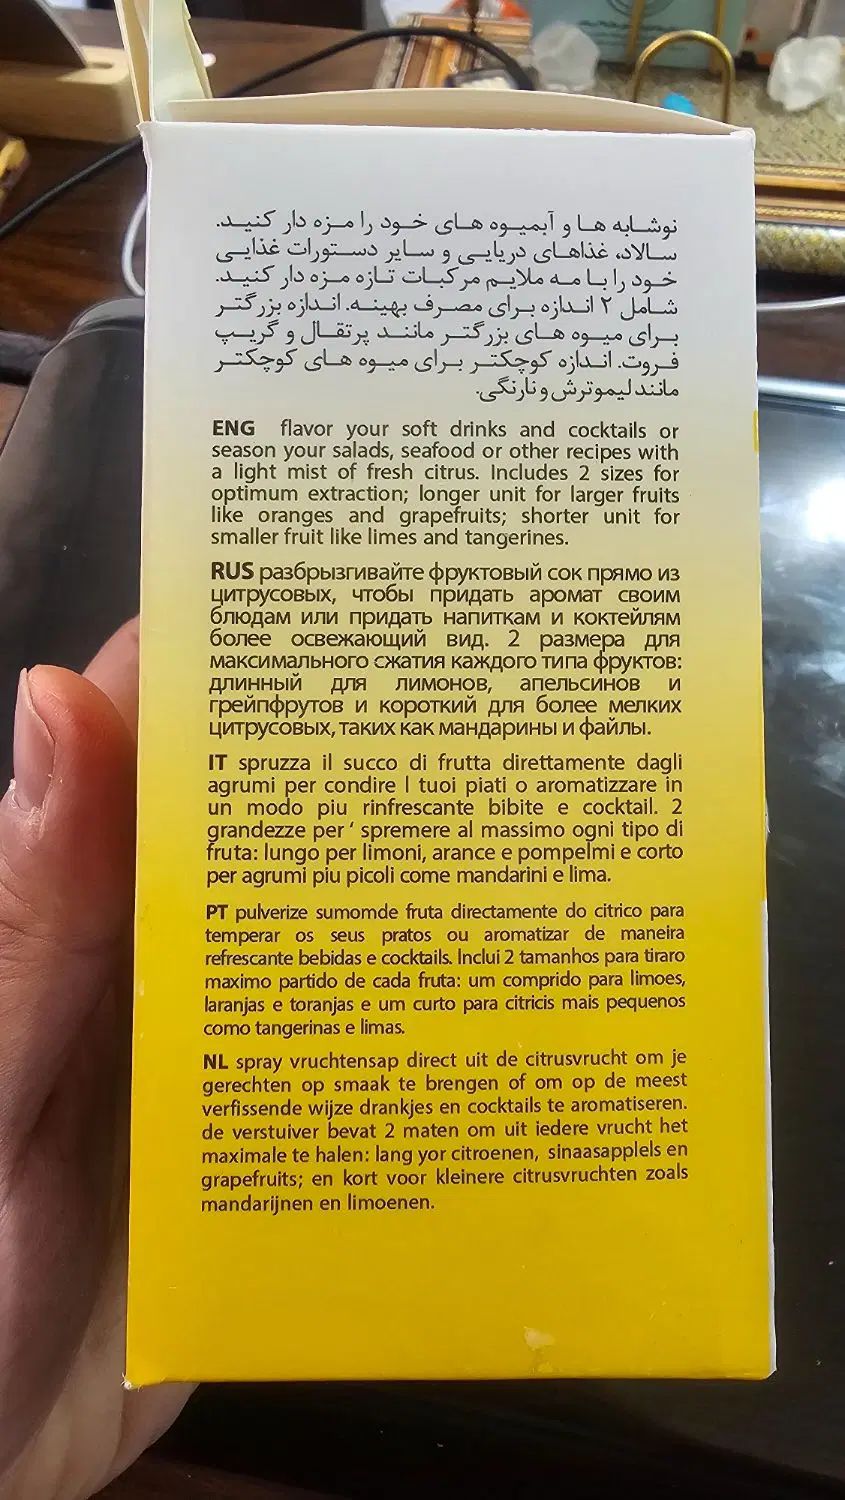 نوشابه ها و آبمیوه های خود را مزه دار کنید.
سالاد، غذاهای دریایی و سایر دستورات غذایی
خود را با مه ملایم مرکبات تازه مزه دار کنید.
شامل ۲ اندازه برای مصرف بهینه. اندازه بزرگتر
برای میوه های بزرگتر مانند پرتقال و گریپ
فروت. اندازه کوچکتر برای میوه های کوچکتر
مانند لیموترش و نارنگی.
ENG flavor your soft drinks and cocktails or
season your salads, seafood or other recipes with
a light mist of fresh citrus. Includes 2 sizes for
optimum extraction; longer unit for larger fruits
like oranges and grapefruits; shorter unit for
smaller fruit like limes and tangerines.
RUS разбрызгивайте фруктовый сок прямо из
цитрусовых, чтобы придать аромат своим
блюдам или придать напиткам и коктейлям
более освежающий вид. 2 размера для
максимального сжатия каждого типа фруктов:
длинный для лимонов, апельсинов и
грейпфрутов и короткий для более мелких
цитрусовых, таких как мандарины и файлы.
IT spruzza il succo di frutta direttamente dagli
agrumi per condire l tuoi piati o aromatizzare in
un modo piu rinfrescante bibite e cocktail. 2
grandezze per ‘ spremere al massimo ogni tipo di
fruta: lungo per limoni, arance e pompelmi e corto
per agrumi piu picoli come mandarini e lima.
PT pulverize sumomde fruta directamente do citrico para
temperar os seus pratos ou aromatizar de maneira
refrescante bebidas e cocktails. Inclui 2 tamanhos para tiraro
maximo partido de cada fruta: um comprido para limoes,
laranjas e toranjas e um curto para citricis mais pequenos
como tangerinas e limas.
NL spray vruchtensap direct uit de citrusvrucht om je
gerechten op smaak te brengen of om op de meest
verfissende wijze drankjes en cocktails te aromatiseren.
de verstuiver bevat 2 maten om uit iedere vrucht het
maximale te halen: lang yor citroenen, sinaasapplels en
grapefruits; en kort voor kleinere citrusvruchten zoals
mandarijnen en limoenen.